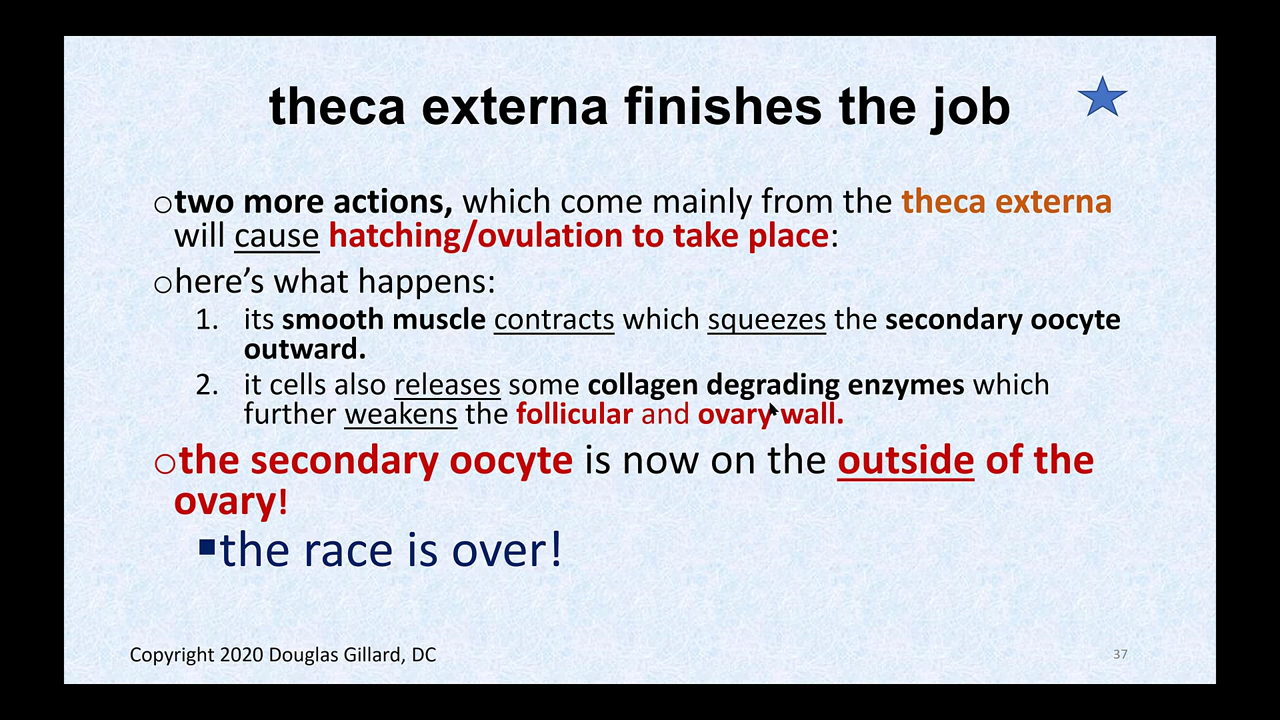 theca externa finishes the job
○two more actions, which come mainly from the theca externa
will cause hatching/ovulation to take place:
○here’s what happens:
1. its smooth muscle contracts which squeezes the secondary oocyte
outward.
2. it cells also releases some collagen degrading enzymes which
further weakens the follicular and ovary wall.
○the secondary oocyte is now on the outside of the
ovary!
▪the race is over!
Copyright 2020 Douglas Gillard, DC
37